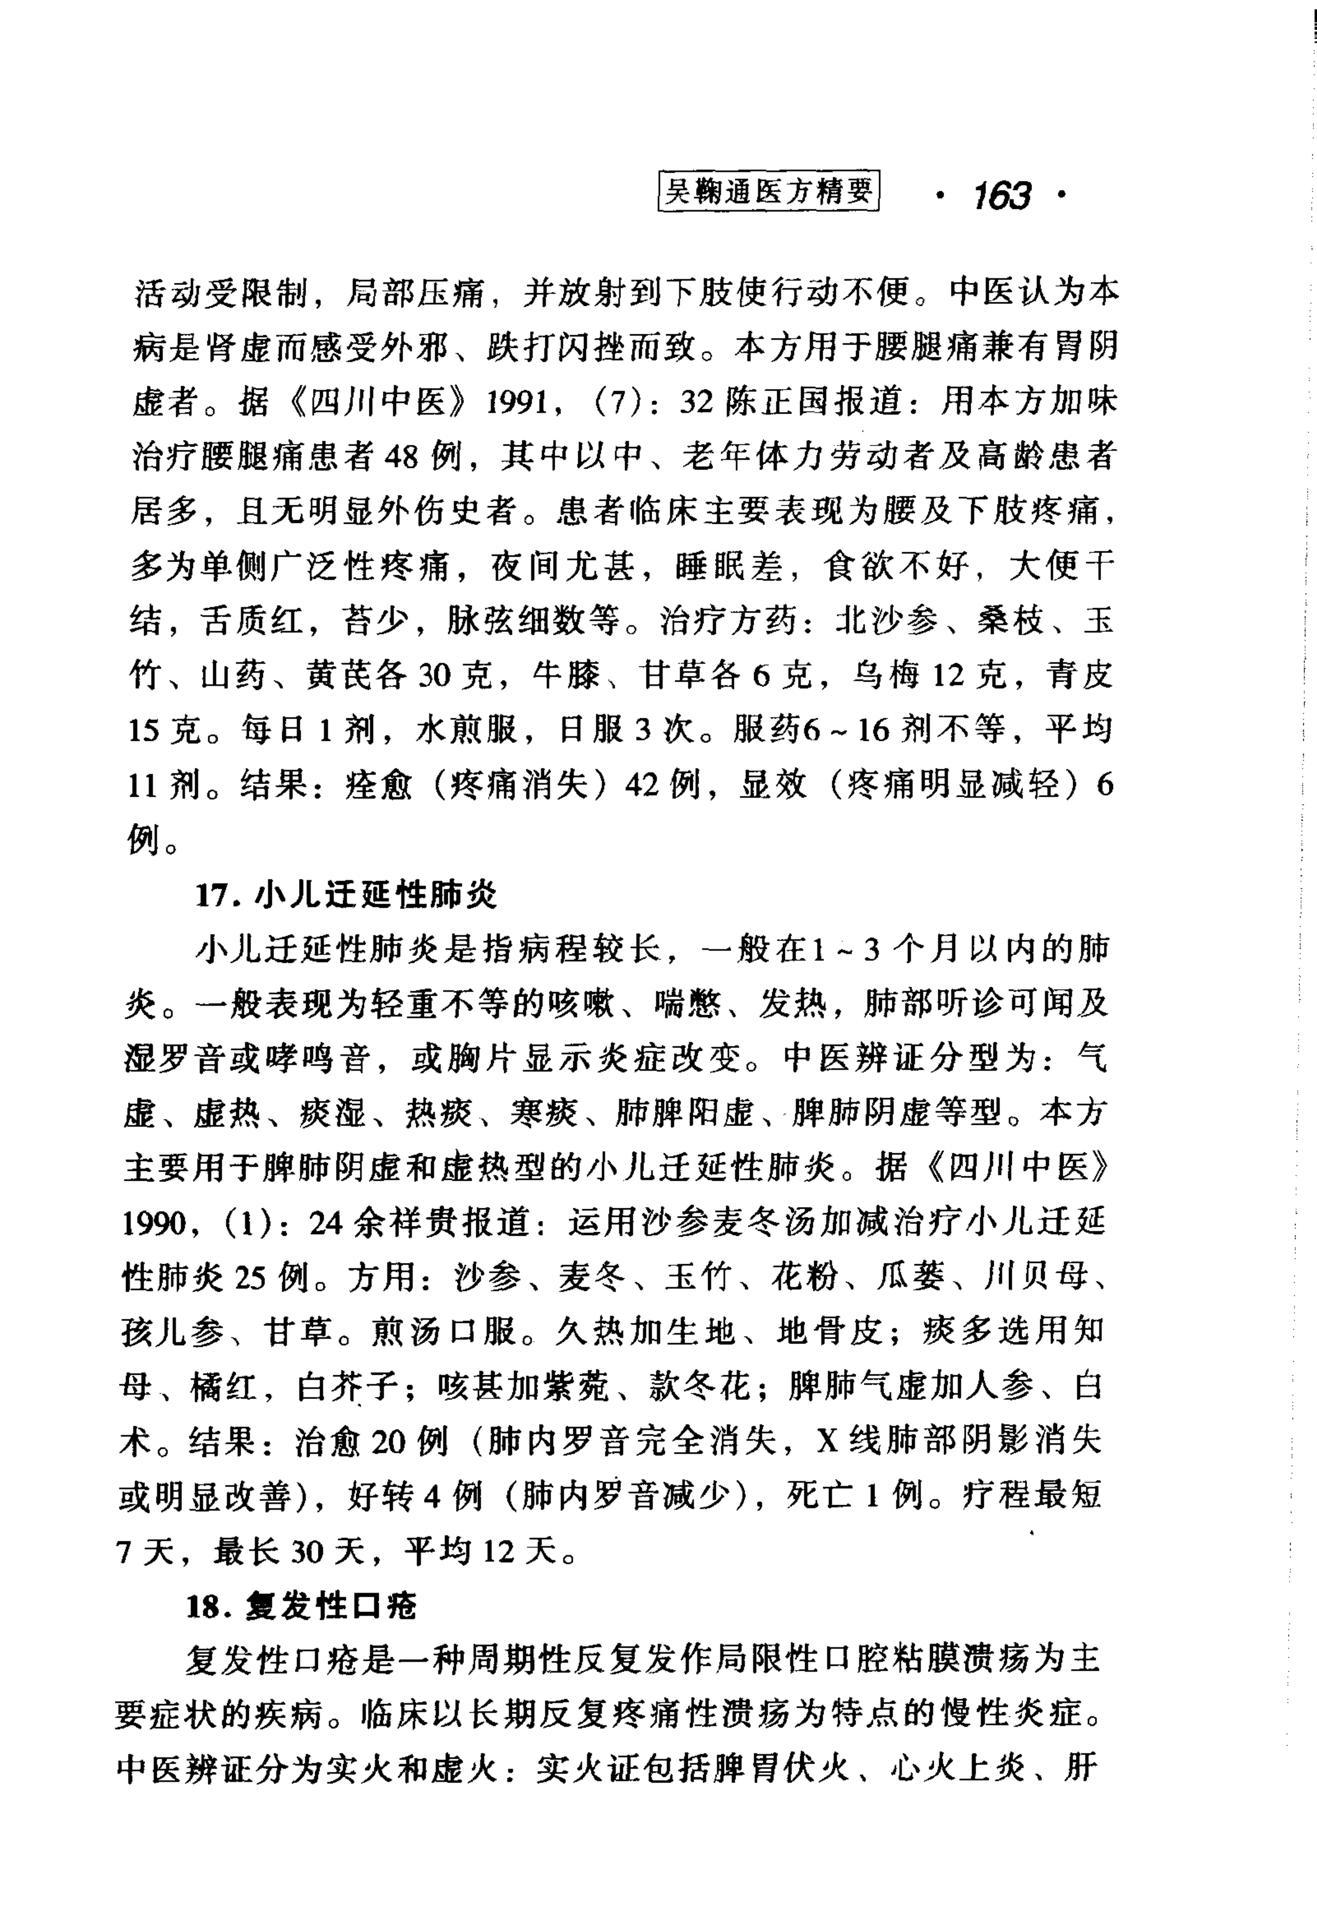 吴鞠通医方精要 · 163 ·
活动受限制，局部压痛，并放射到下肢使行动不便。中医认为本
病是肾虚而感受外邪、跌打闪挫而致。本方用于腰腿痛兼有胃阴
虚者。据《四川中医》1991，（7）：32 陈正国报道：用本方加味
治疗腰腿痛患者 48 例，其中以中、老年体力劳动者及高龄患者
居多，且无明显外伤史者。患者临床主要表现为腰及下肢疼痛，
多为单侧广泛性疼痛，夜间尤甚，睡眠差，食欲不好，大便干
结，舌质红，苔少，脉弦细数等。治疗方药：北沙参、桑枝、玉
竹、山药、黄芪各 30 克，牛膝、甘草各 6 克，乌梅 12 克，青皮
15 克。每日 1 剂，水煎服，日服 3 次。服药6～16 剂不等，平均
11 剂。结果：痊愈（疼痛消失）42 例，显效（疼痛明显减轻）6
例。
17. 小儿迁延性肺炎
小儿迁延性肺炎是指病程较长，一般在1～3 个月以内的肺
炎。一般表现为轻重不等的咳嗽、喘憋、发热，肺部听诊可闻及
湿罗音或哮鸣音，或胸片显示炎症改变。中医辨证分型为：气
虚、虚热、痰湿、热痰、寒痰、肺脾阳虚、脾肺阴虚等型。本方
主要用于脾肺阴虚和虚热型的小儿迁延性肺炎。据《四川中医》
1990，（1）：24 余祥贵报道：运用沙参麦冬汤加减治疗小儿迁延
性肺炎 25 例。方用：沙参、麦冬、玉竹、花粉、瓜蒌、川贝母、
孩儿参、甘草。煎汤口服。久热加生地、地骨皮；痰多选用知
母、橘红，白芥子；咳甚加紫菀、款冬花；脾肺气虚加人参、白
术。结果：治愈 20 例（肺内罗音完全消失，X 线肺部阴影消失
或明显改善），好转 4 例（肺内罗音减少），死亡 1 例。疗程最短
7 天，最长 30 天，平均 12 天。
18. 复发性口疮
复发性口疮是一种周期性反复发作局限性口腔粘膜溃疡为主
要症状的疾病。临床以长期反复疼痛性溃疡为特点的慢性炎症。
中医辨证分为实火和虚火：实火证包括脾胃伏火、心火上炎、肝